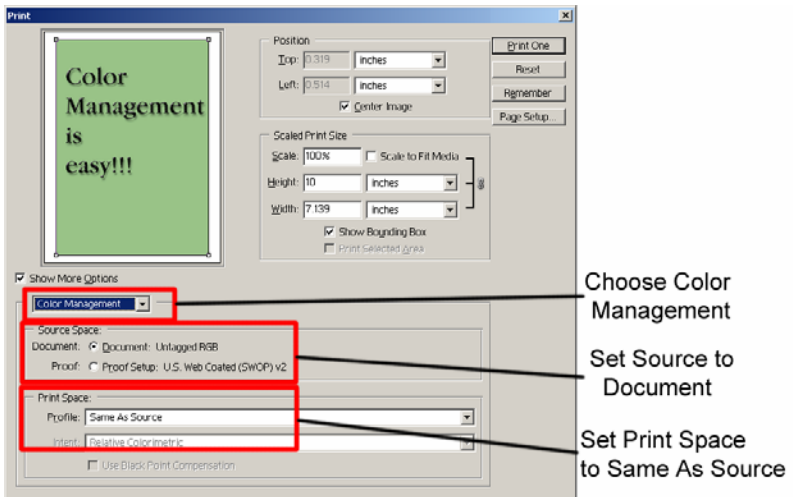 Print
Color
Management
is
easy!!!
Position
Top: 0.319 inches
Left: 0.514 inches
Center Image
Scaled Print Size
Scale: 100% Scale to Fit Media
Height: 10 inches
Width: 7.139 inches
Show Bounding Box
Print Selected Area
Print One
Reset
Remember
Page Setup...
Show More Options
Color Management
Source Space:
Document: Document: Untagged RGB
Proof: Proof Setup: U.S. Web Coated (SWOP) v2
Print Space:
Profile: Same As Source
Intent: Relative Colorimetric
Use Black Point Compensation
Choose Color
Management
Set Source to
Document
Set Print Space
to Same As Source